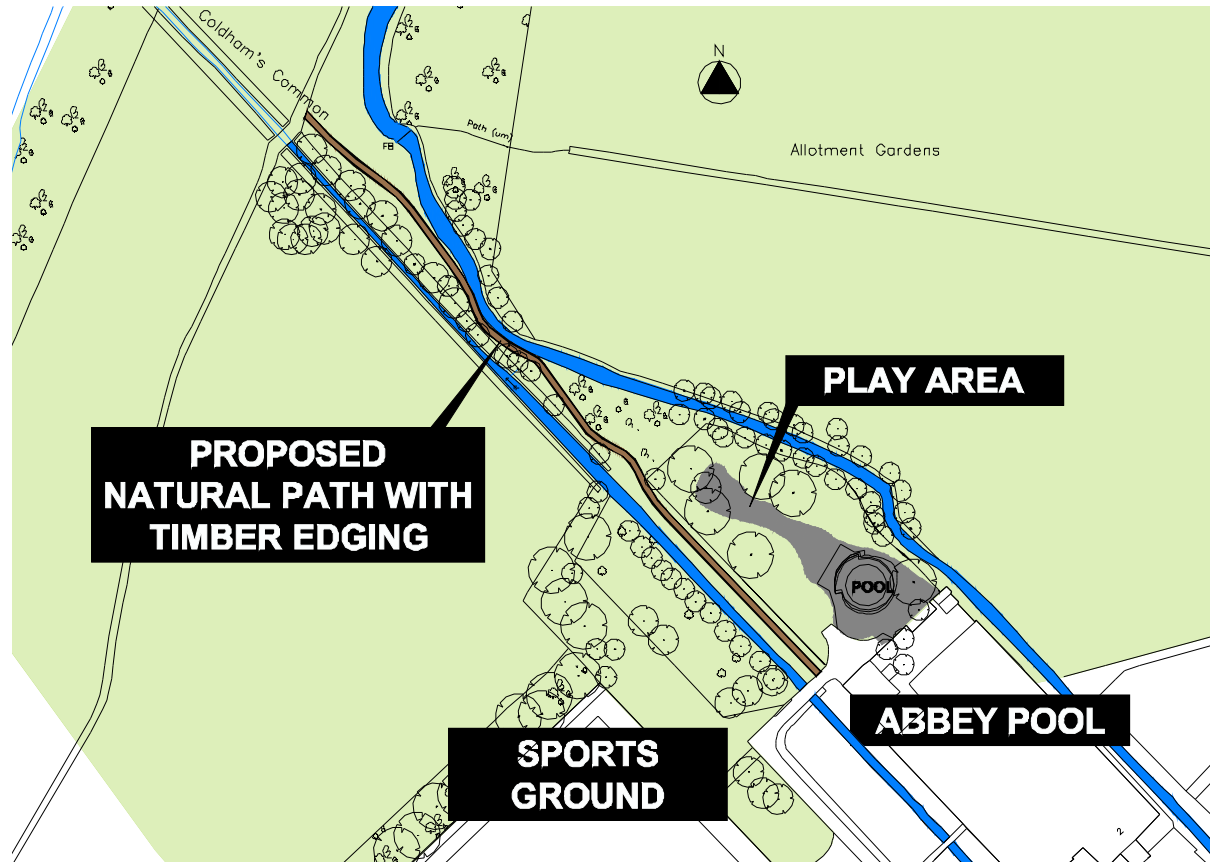 Coldham's Common
N
Path (um)
FB
Allotment Gardens
PLAY AREA
PROPOSED
NATURAL PATH WITH
TIMBER EDGING
POOL
ABBEY POOL
SPORTS
GROUND
2